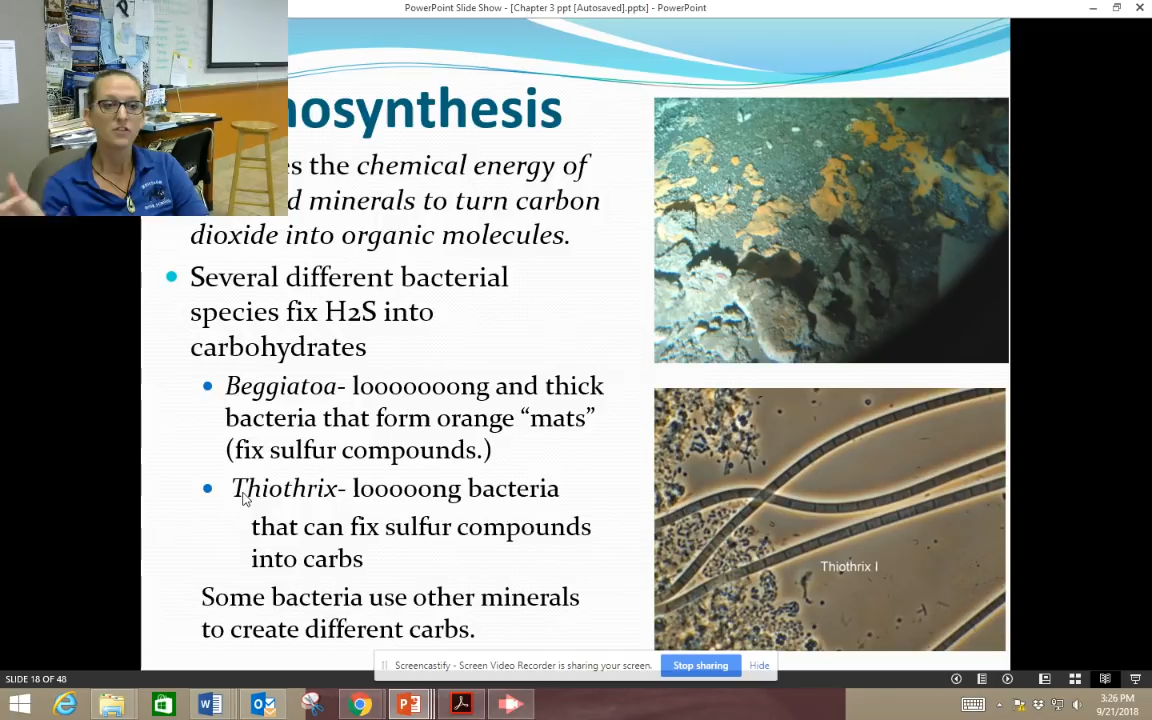 PowerPoint Slide Show - [Chapter 3 ppt [Autosaved].pptx] - PowerPoint
nosynthesis
es the chemical energy of
d minerals to turn carbon
dioxide into organic molecules.
Several different bacterial
species fix H2S into
carbohydrates
Beggiatoa- looooooong and thick
bacteria that form orange “mats”
(fix sulfur compounds.)
Thiothrix- looooong bacteria
that can fix sulfur compounds
into carbs
Some bacteria use other minerals
to create different carbs.
Thiothrix I
Screencastify - Screen Video Recorder is sharing your screen.
Stop sharing
Hide
SLIDE 18 OF 48
3:26 PM
9/21/2018